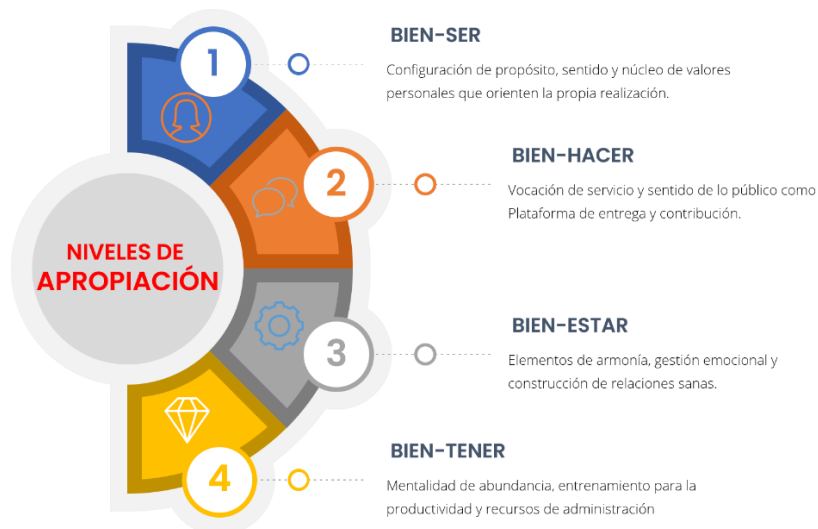 NIVELES DE
APROPIACIÓN
1
BIEN-SER
Configuración de propósito, sentido y núcleo de valores
personales que orienten la propia realización.
2
BIEN-HACER
Vocación de servicio y sentido de lo público como
Plataforma de entrega y contribución.
3
BIEN-ESTAR
Elementos de armonía, gestión emocional y
construcción de relaciones sanas.
4
BIEN-TENER
Mentalidad de abundancia, entrenamiento para la
productividad y recursos de administración